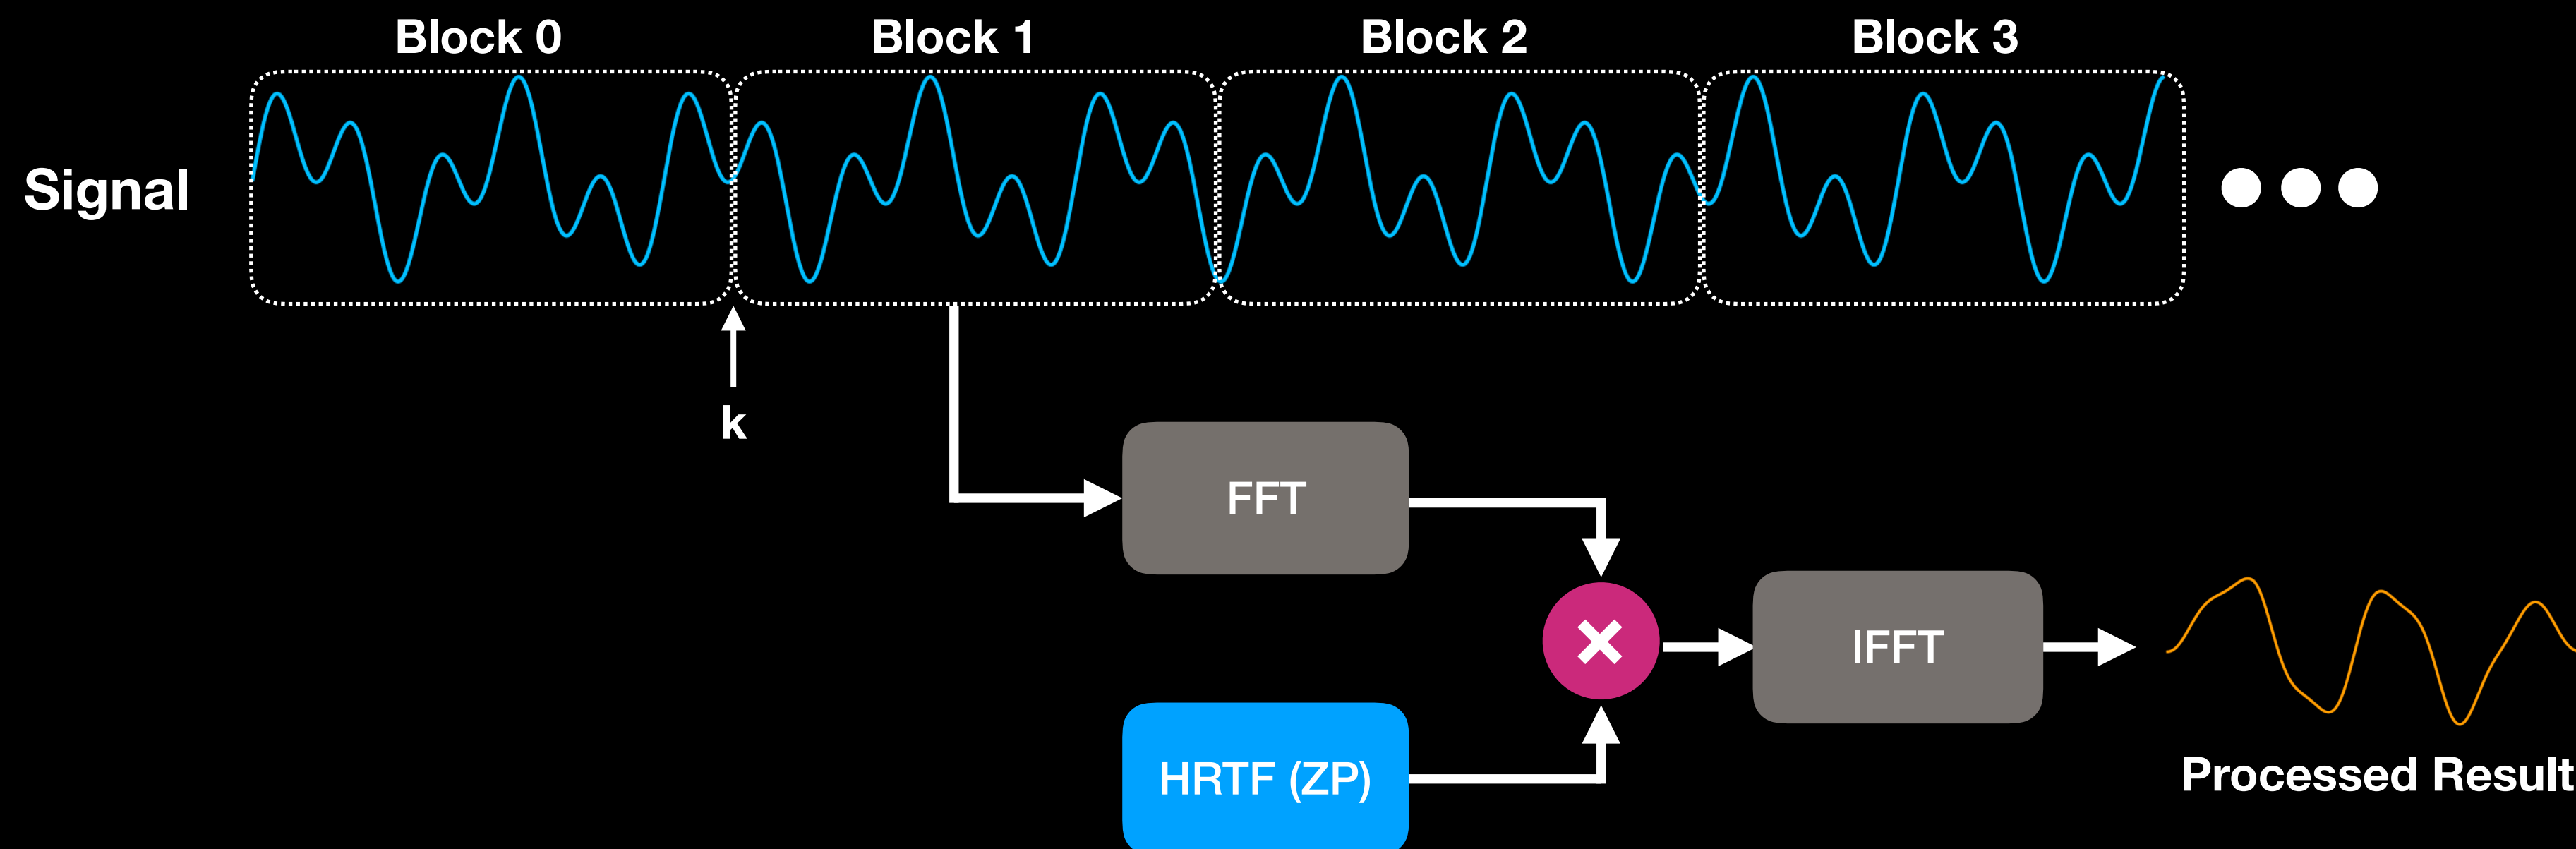 Block 0
Block 1
Block 2
Block 3
Signal
k
FFT
IFFT
HRTF (ZP)
Processed Result